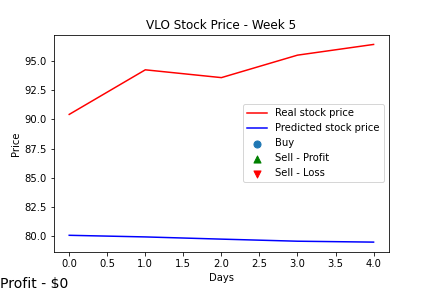 VLO Stock Price - Week 5
Price
95.0
92.5
90.0
87.5
85.0
82.5
80.0
Real stock price
Predicted stock price
Buy
Sell - Profit
Sell - Loss
0.0 0.5 1.0 1.5 2.0 2.5 3.0 3.5 4.0
Days
Profit - $0